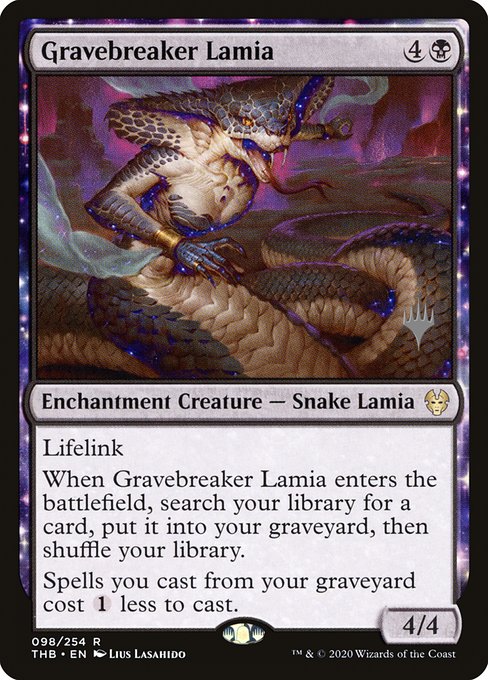 Gravebreaker Lamia 4
Enchantment Creature — Snake Lamia
Lifelink
When Gravebreaker Lamia enters the
battlefield, search your library for a
card, put it into your graveyard, then
shuffle your library.
Spells you cast from your graveyard
cost 1 less to cast.
4/4
098/254 R
THB • EN Lius Lasahido
™ & © 2020 Wizards of the Coast